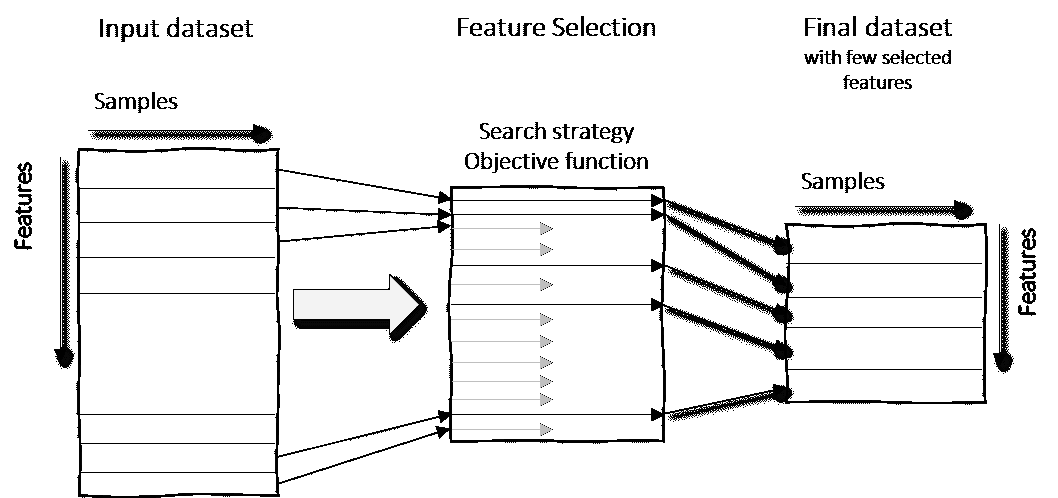 Input dataset
Feature Selection
Final dataset
with few selected
features
Samples
Features
Search strategy
Objective function
Samples
Features